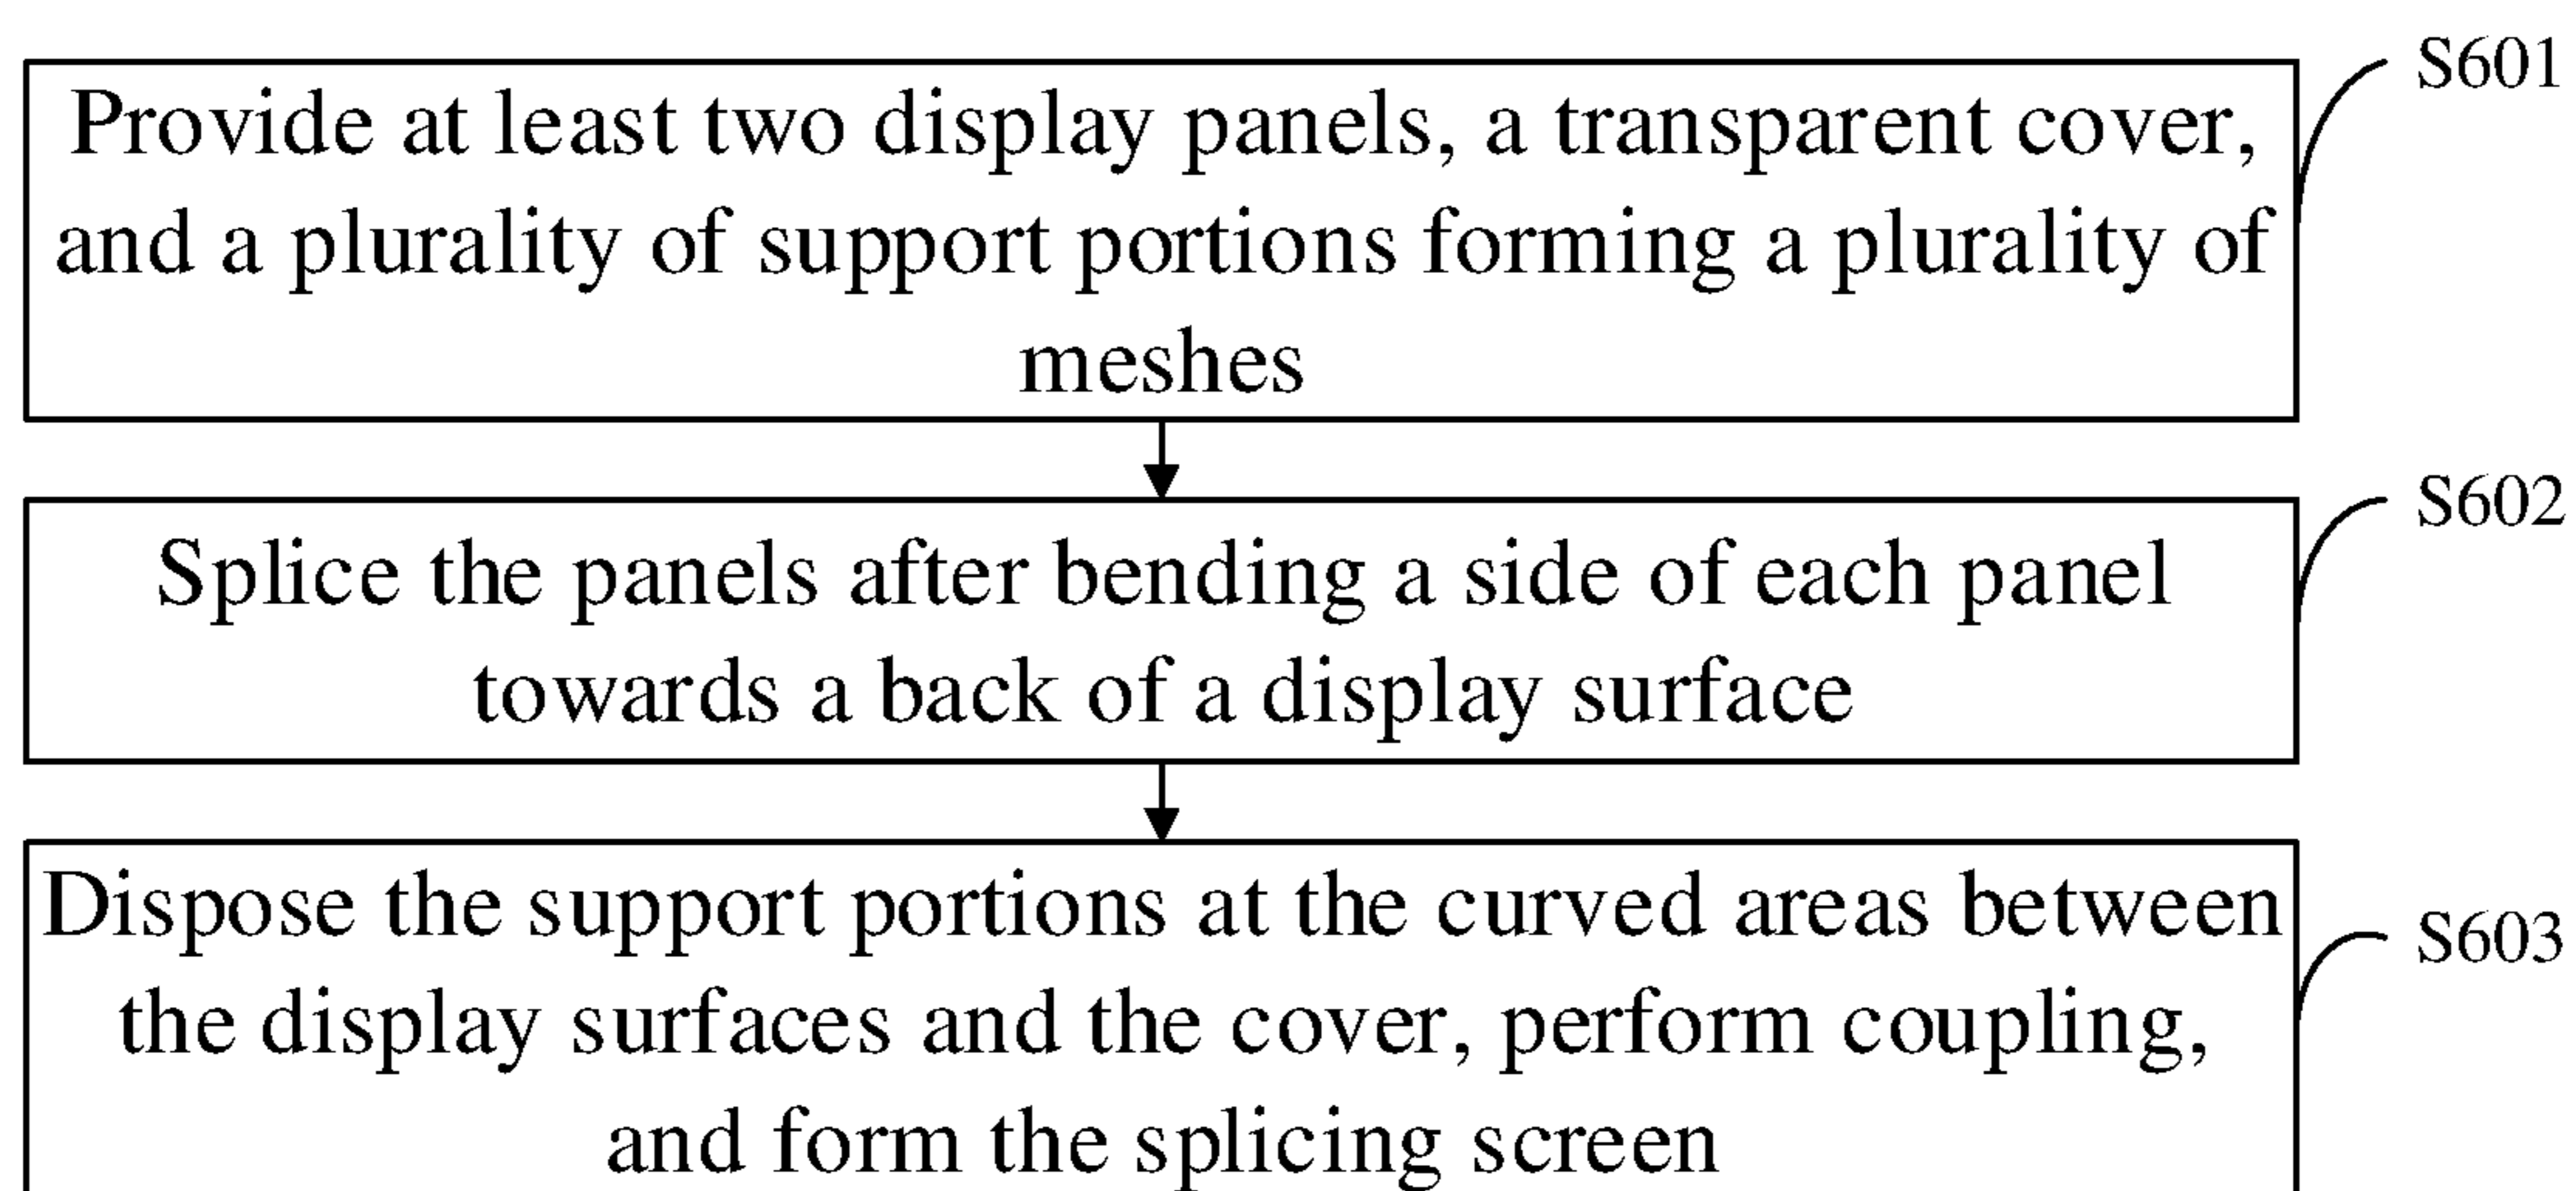 S601
Provide at least two display panels, a transparent cover,
and a plurality of support portions forming a plurality of
meshes
S602
Splice the panels after bending a side of each panel
towards a back of a display surface
Dispose the support portions at the curved areas between
S603
the display surfaces and the cover, perform coupling,
and form the splicing screen